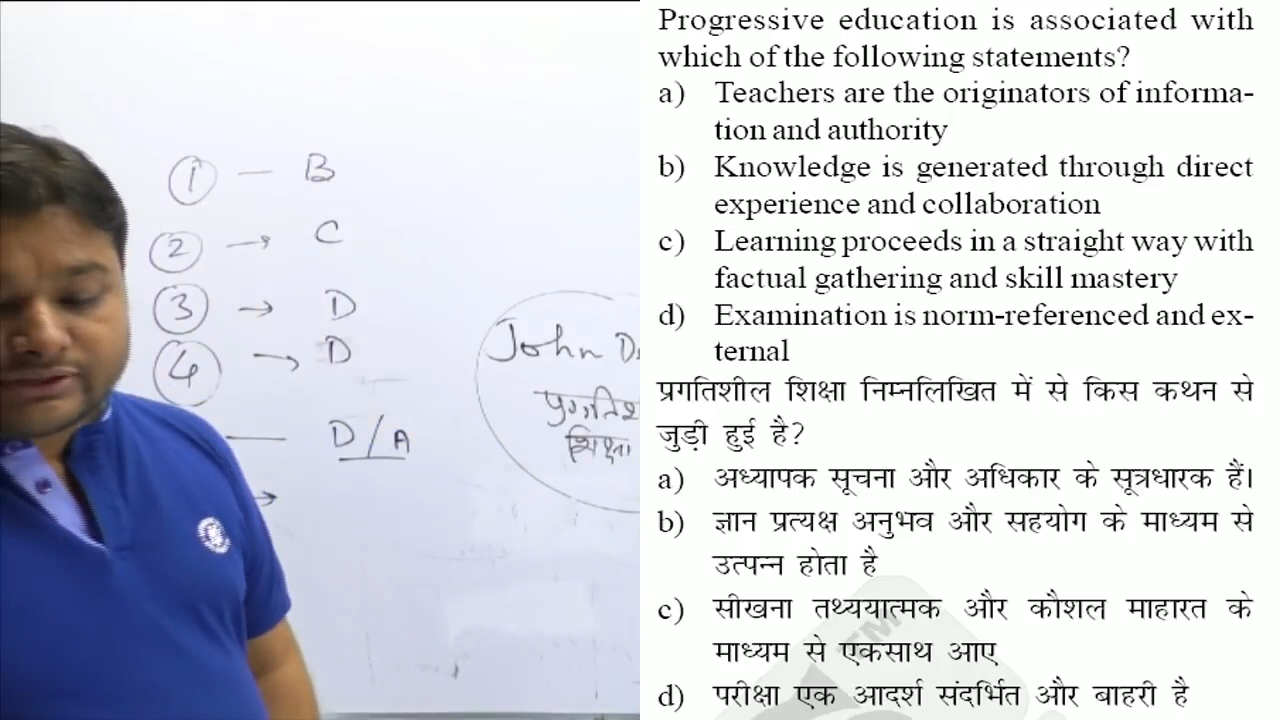 ① — B
② → C
③ → D
④ → D
— D/A
→
John D
प्रगतिश
शिक्षा
Progressive education is associated with
which of the following statements?
a) Teachers are the originators of informa-
tion and authority
b) Knowledge is generated through direct
experience and collaboration
c) Learning proceeds in a straight way with
factual gathering and skill mastery
d) Examination is norm-referenced and ex-
ternal
प्रगतिशील शिक्षा निम्नलिखित में से किस कथन से
जुड़ी हुई है?
a) अध्यापक सूचना और अधिकार के सूत्रधारक हैं।
b) ज्ञान प्रत्यक्ष अनुभव और सहयोग के माध्यम से
उत्पन्न होता है
c) सीखना तथ्ययात्मक और कौशल माहारत के
माध्यम से एकसाथ आए
d) परीक्षा एक आदर्श संदर्भित और बाहरी है
TM